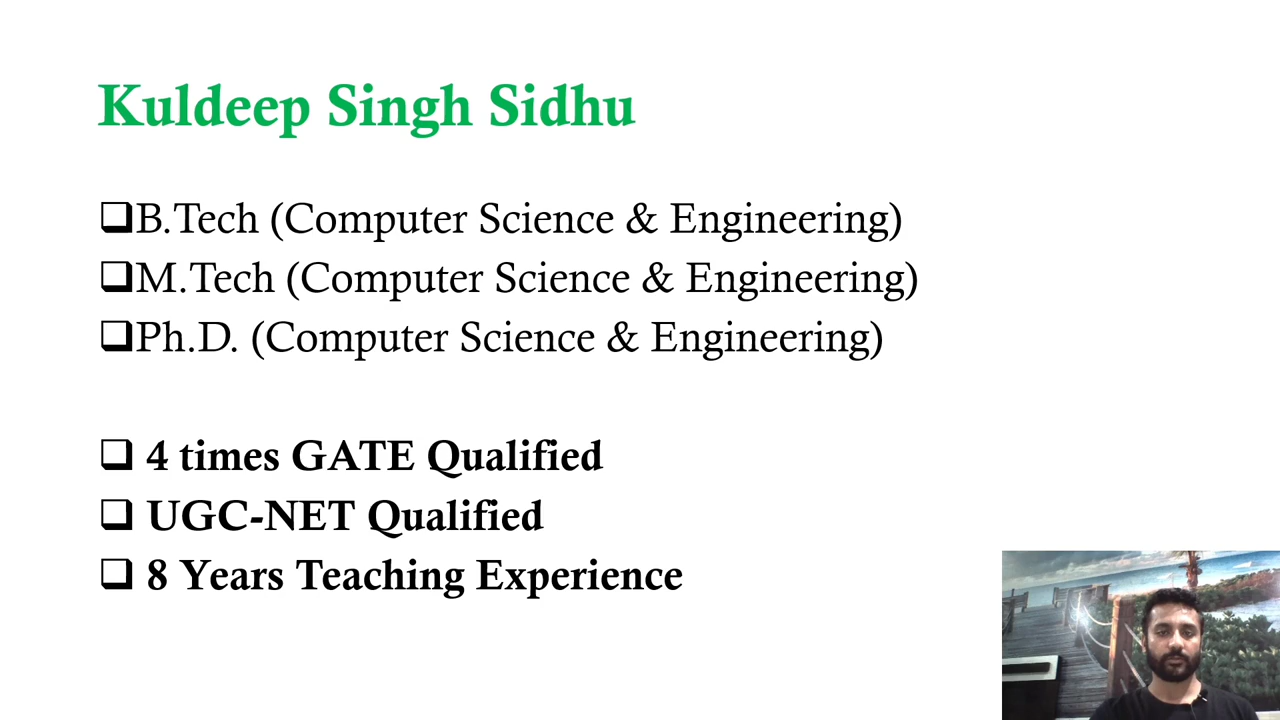 Kuldeep Singh Sidhu
❑B.Tech (Computer Science & Engineering)
❑M.Tech (Computer Science & Engineering)
❑Ph.D. (Computer Science & Engineering)
❑ 4 times GATE Qualified
❑ UGC-NET Qualified
❑ 8 Years Teaching Experience